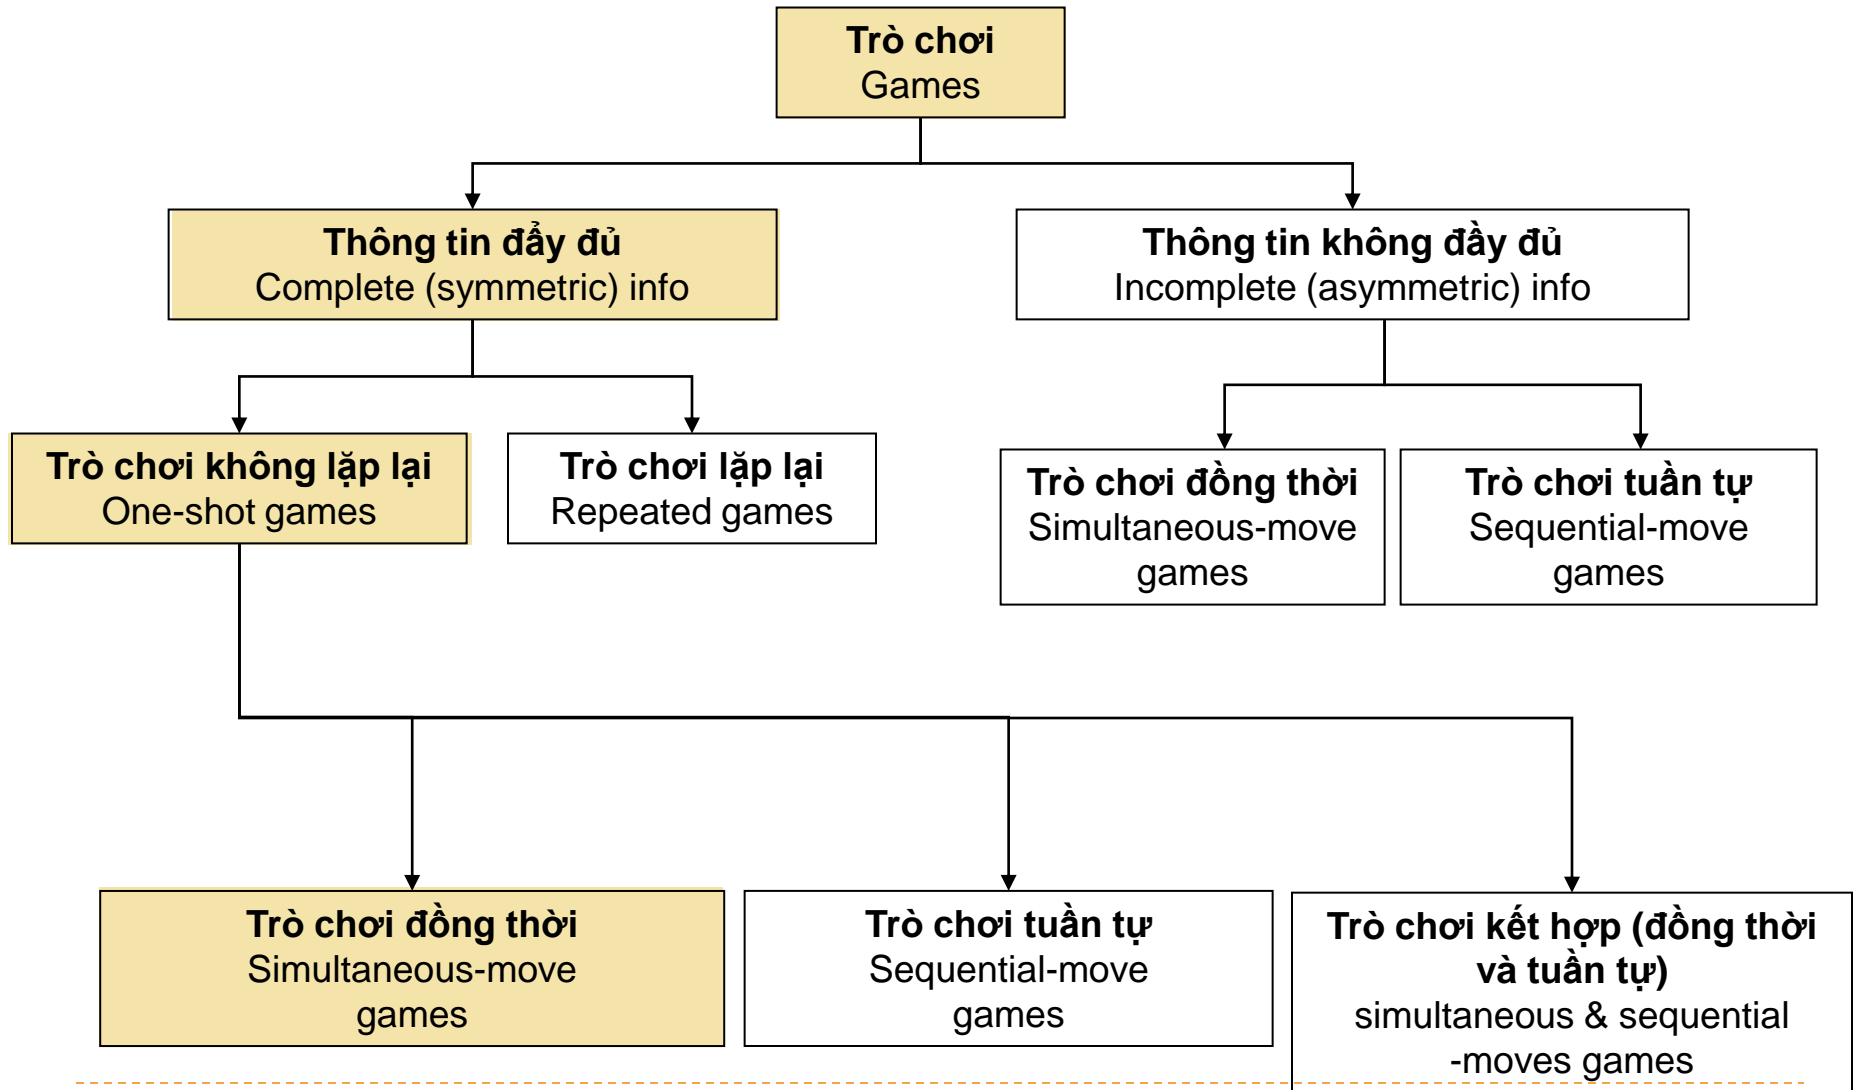 Trò chơi
Games
Thông tin đẩy đủ
Complete (symmetric) info
Thông tin không đầy đủ
Incomplete (asymmetric) info
Trò chơi không lặp lại
One-shot games
Trò chơi lặp lại
Repeated games
Trò chơi đồng thời
Simultaneous-move
games
Trò chơi tuần tự
Sequential-move
games
Trò chơi đồng thời
Simultaneous-move
games
Trò chơi tuần tự
Sequential-move
games
Trò chơi kết hợp (đồng thời
và tuần tự)
simultaneous & sequential
-moves games